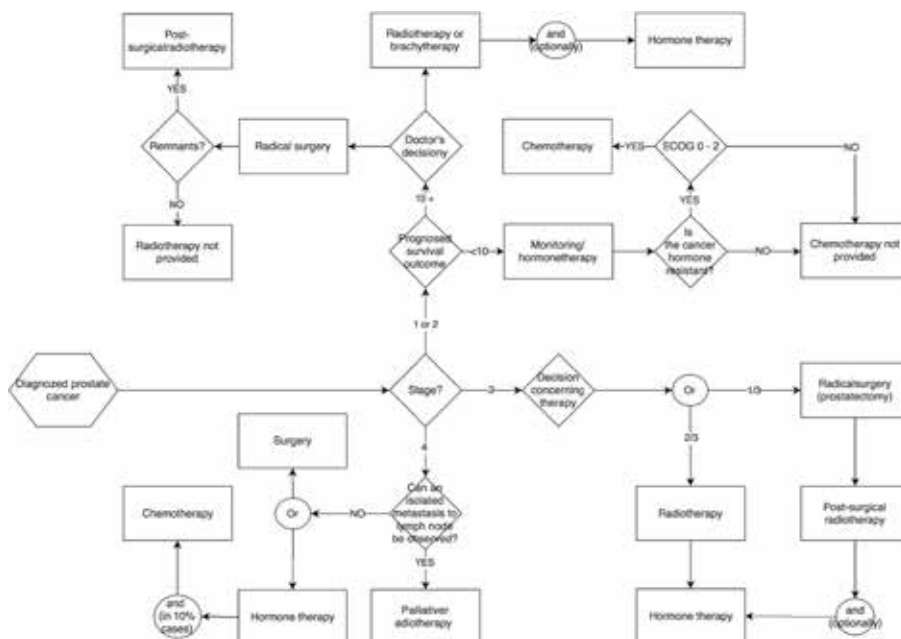 Post-
surgicalradiotherapy
Radiotherapy or
brachytherapy
and
(optionally)
Hormone therapy
YES
Remnants?
Radical surgery
Doctor's
decisiony
Chemotherapy
YES
ECOG 0 - 2
NO
NO
10 +
YES
Radiotherapy not
provided
Prognosed
survival
outcome
<10
Monitoring/
hormonetherapy
Is
the cancer
hormone
resistant?
NO
Chemotherapy not
provided
1 or 2
Diagnozed prostate
cancer
Stage?
3
Decision
concerning
therapy
Or
1/3
Radicalsurgery
(prostatectomy)
Surgery
4
2/3
Chemotherapy
Or
NO
Can an
isolated
metastasis to
lymph node
be observed?
Radiotherapy
Post-surgical
radiotherapy
YES
and
(in 10%
cases)
Hormone therapy
Palliativer
adiotherapy
Hormone therapy
and
(optionally)